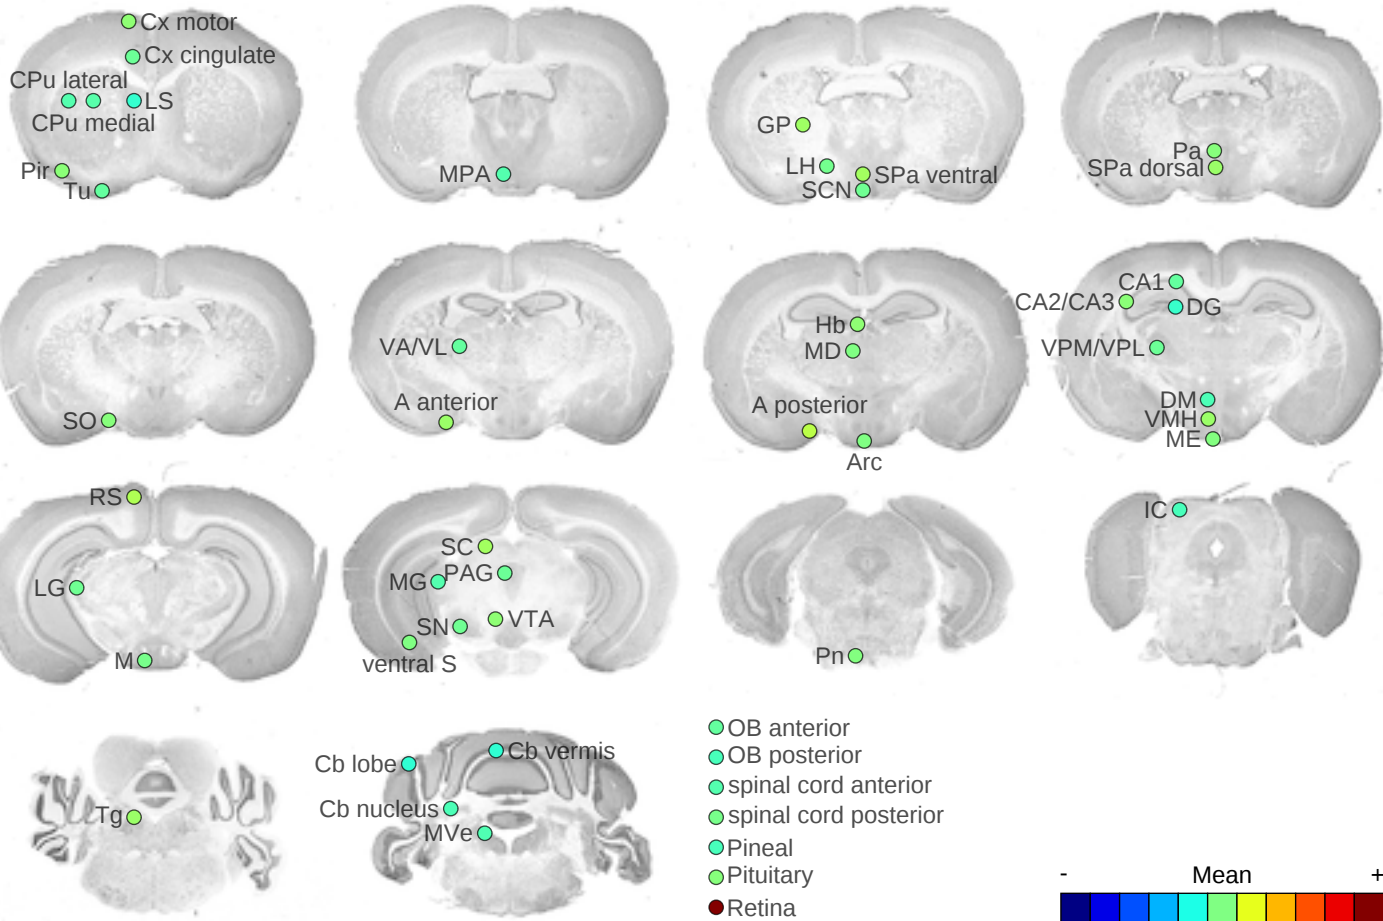 Cx motor
Cx cingulate
CPu lateral
LS
CPu medial
Pir
Tu
MPA
GP
LH
SPa ventral
SCN
Pa
SPa dorsal
SO
VA/VL
A anterior
Hb
MD
A posterior
Arc
CA1
CA2/CA3
DG
VPM/VPL
DM
VMH
ME
RS
LG
M
SC
PAG
MG
VTA
SN
ventral S
Pn
IC
Tg
Cb vermis
Cb lobe
Cb nucleus
MVe
OB anterior
OB posterior
spinal cord anterior
spinal cord posterior
Pineal
Pituitary
Retina
- Mean +